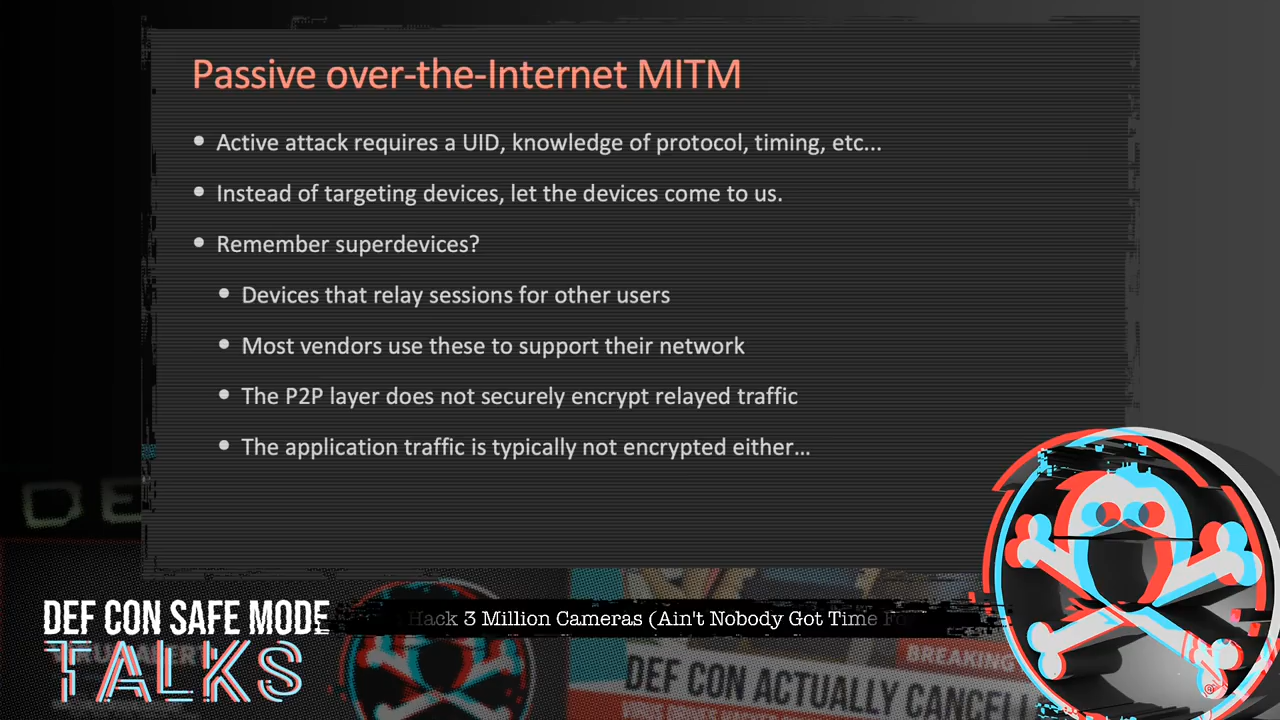 Passive over-the-Internet MITM
• Active attack requires a UID, knowledge of protocol, timing, etc...
• Instead of targeting devices, let the devices come to us.
• Remember superdevices?
• Devices that relay sessions for other users
• Most vendors use these to support their network
• The P2P layer does not securely encrypt relayed traffic
• The application traffic is typically not encrypted either...
DE
DEF CON SAFE MODE
TALKS
Hack 3 Million Cameras (Ain't Nobody Got Time
BREAKING
DEF CON ACTUALLY